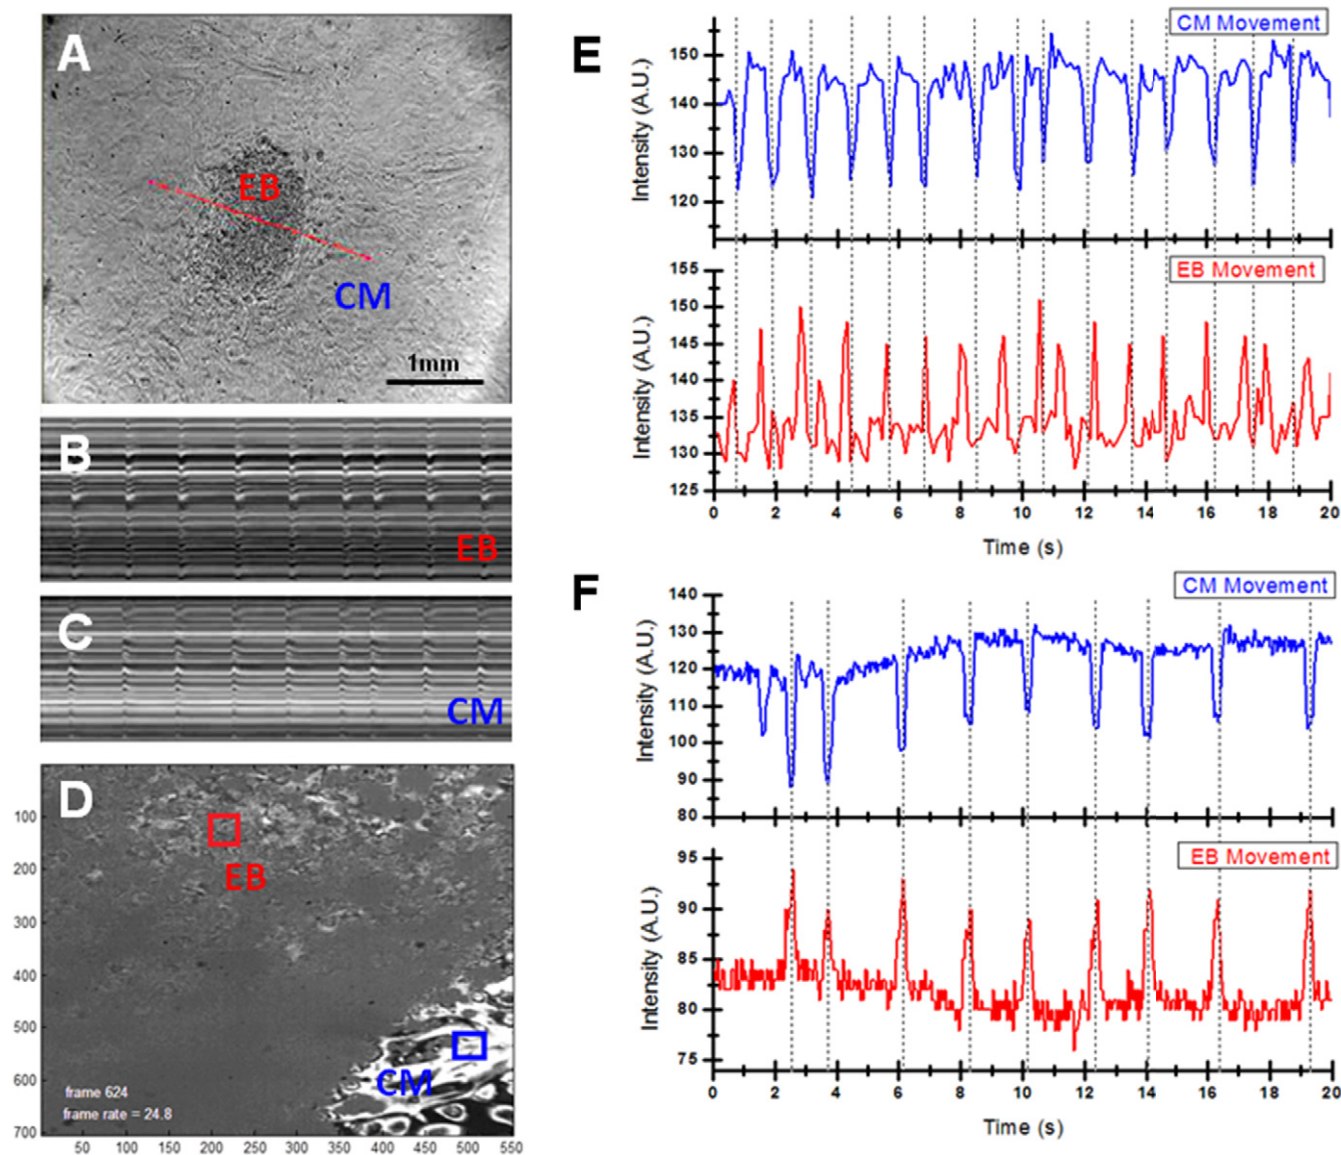 A
EB
CM
1mm
B
EB
C
CM
D
100
200
300
400
500
600
700
EB
CM
frame 624
frame rate = 24.8
50 100 150 200 250 300 350 400 450 500 550
E
CM Movement
Intensity (A.U.)
150
140
130
120
EB Movement
Intensity (A.U.)
155
150
145
140
135
130
125
0 2 4 6 8 10 12 14 16 18 20
Time (s)
F
CM Movement
Intensity (A.U.)
140
130
120
110
100
90
80
EB Movement
Intensity (A.U.)
95
90
85
80
75
0 2 4 6 8 10 12 14 16 18 20
Time (s)